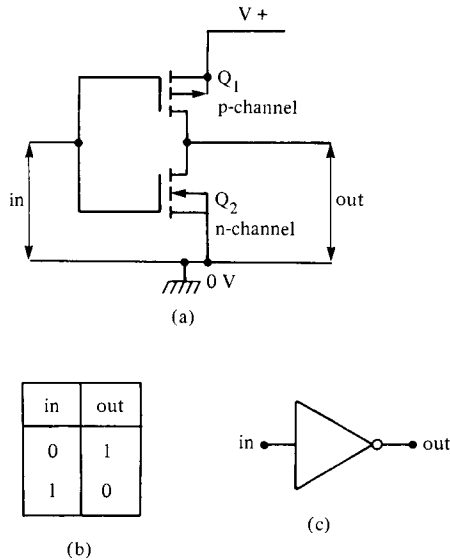 V +
Q1
p-channel
in
Q2
n-channel
out
0 V
(a)
in out
0 1
1 0
(b)
in
out
(c)